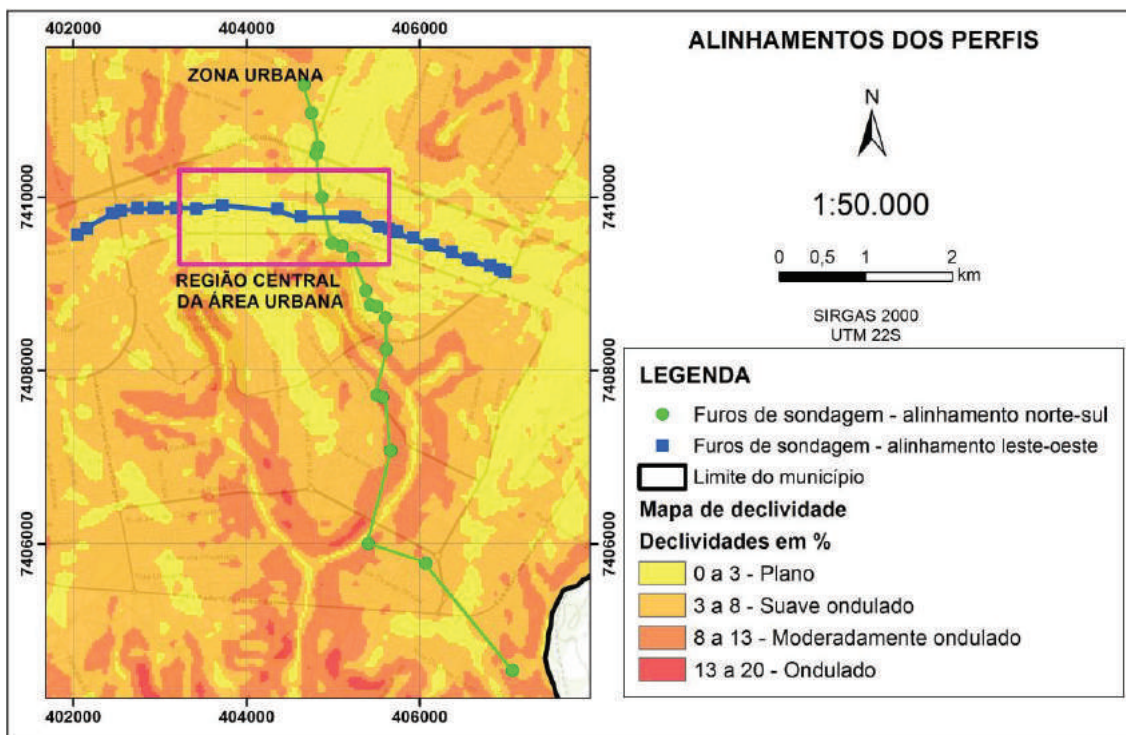 402000 404000 406000
ZONA URBANA
7410000 7410000
REGIÃO CENTRAL
DA ÁREA URBANA
7408000 7408000
7406000 7406000
402000 404000 406000
ALINHAMENTOS DOS PERFIS
N
1:50.000
0 0,5 1 2
km
SIRGAS 2000
UTM 22S
LEGENDA
Furos de sondagem - alinhamento norte-sul
Furos de sondagem - alinhamento leste-oeste
Limite do município
Mapa de declividade
Declividades em %
0 a 3 - Plano
3 a 8 - Suave ondulado
8 a 13 - Moderadamente ondulado
13 a 20 - Ondulado